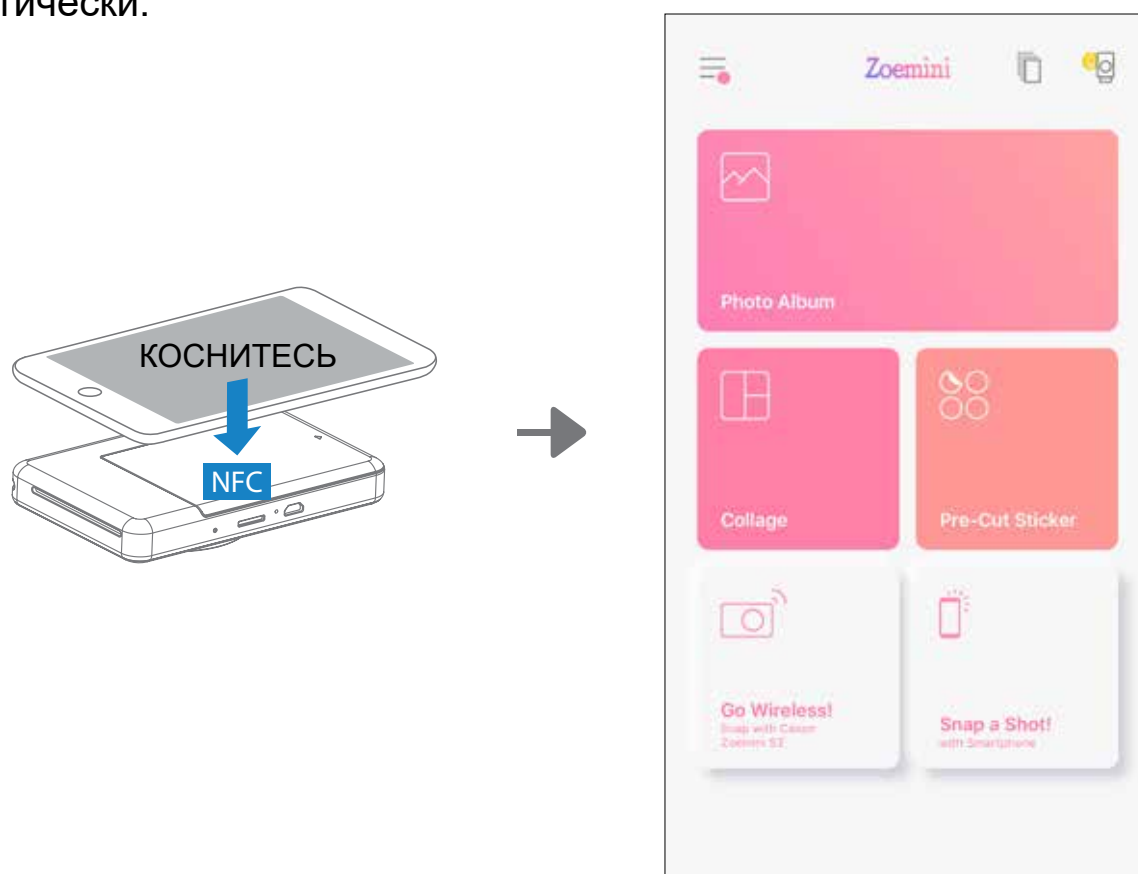 тически.
КОСНИТЕСЬ
NFC
Zoemini
Photo Album
Collage
Pre-Cut Sticker
Go Wireless!
Snap with Canon
Zoemini S2
Snap a Shot!
with Smartphone